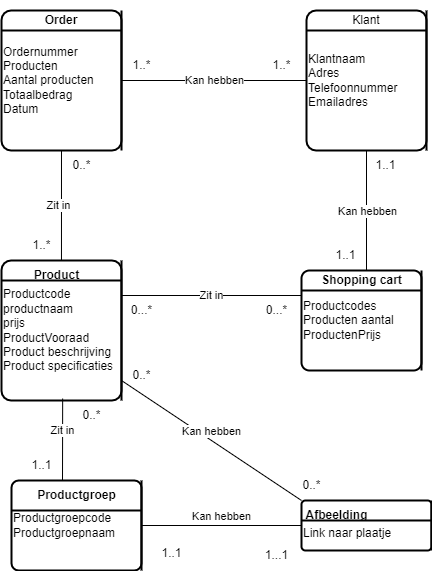 Order
Ordernummer
Producten
Aantal producten
Totaalbedrag
Datum
Klant
Klantnaam
Adres
Telefoonnummer
Emailadres
1..*
Kan hebben
1..*
0..*
Zit in
1..*
1..1
Kan hebben
1..1
Product
Productcode
productnaam
prijs
ProductVooraad
Product beschrijving
Product specificaties
Shopping cart
Productcodes
Producten aantal
ProductenPrijs
Zit in
0...*
0...*
0..*
Kan hebben
0..*
0..*
Zit in
1..1
Productgroep
Productgroepcode
Productgroepnaam
Afbeelding
Link naar plaatje
Kan hebben
1..1
1...1